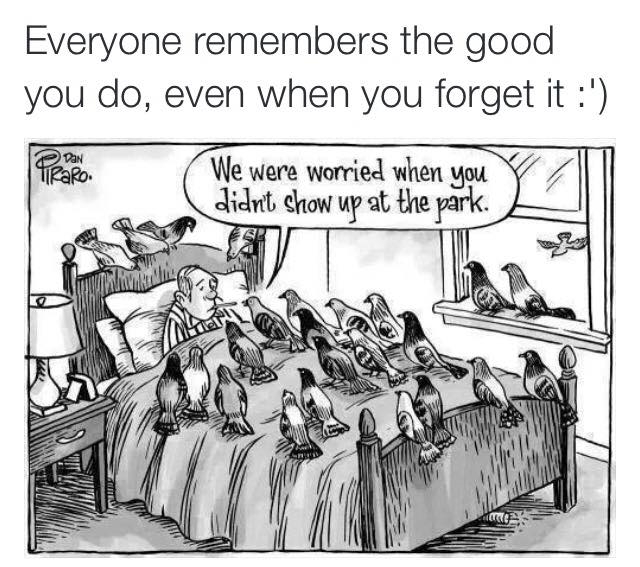 Everyone remembers the good
you do, even when you forget it :')
DAN
PIRARO.
We were worried when you
didn't show up at the park.